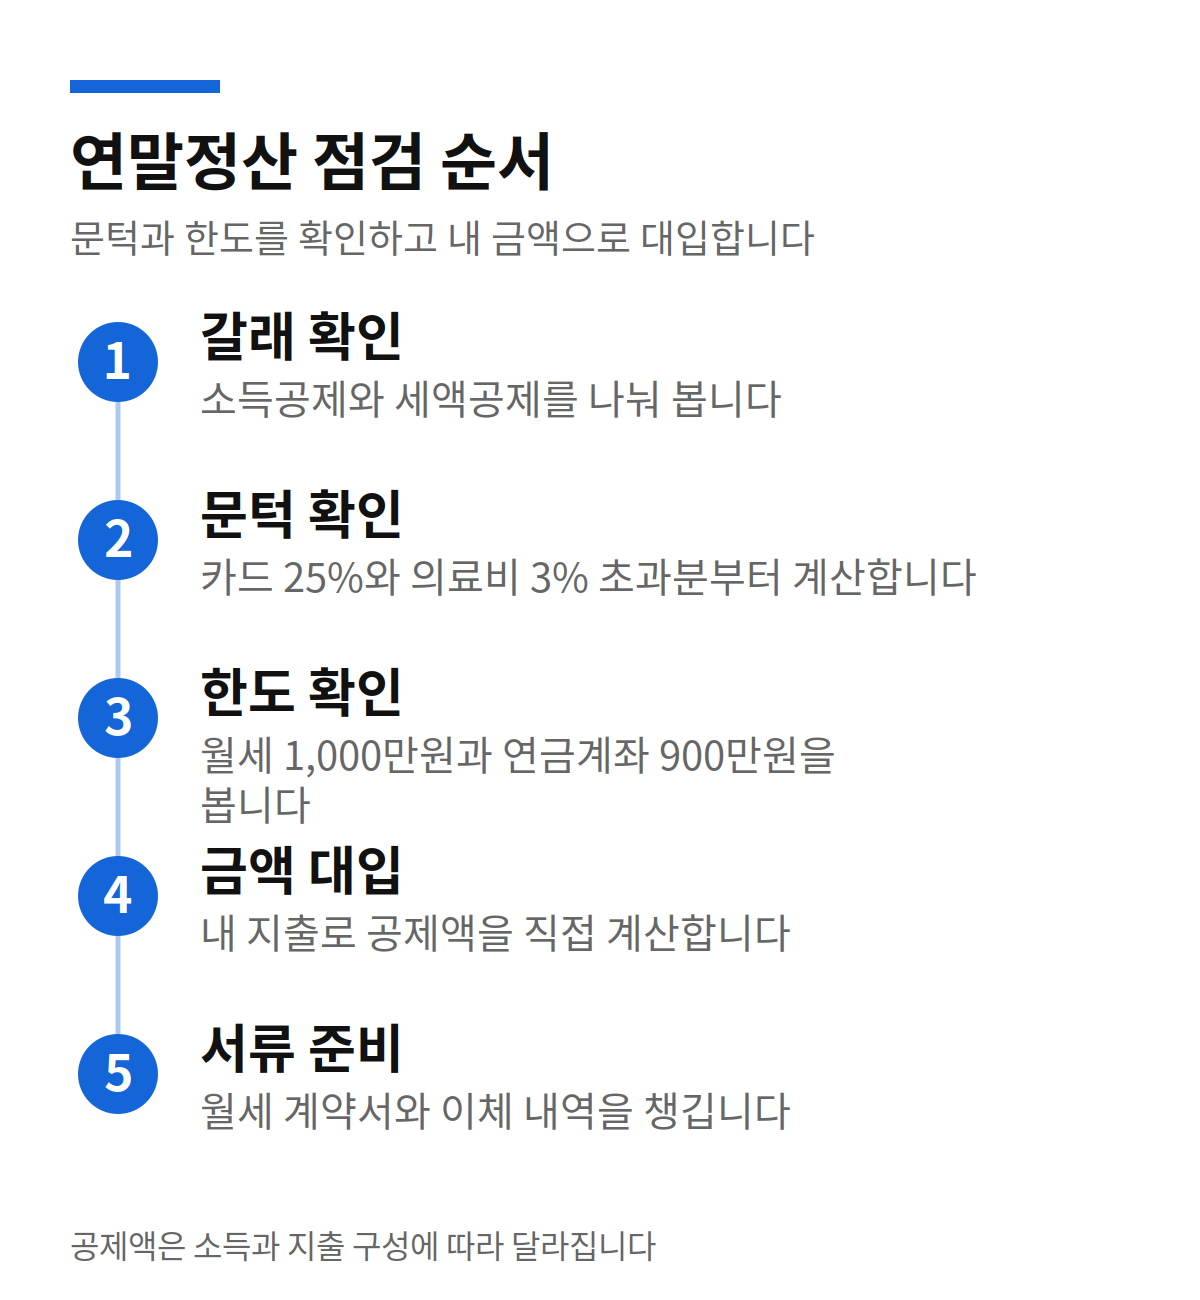 연말정산 점검 순서
문턱과 한도를 확인하고 내 금액으로 대입합니다
1
갈래 확인
소득공제와 세액공제를 나눠 봅니다
2
문턱 확인
카드 25%와 의료비 3% 초과분부터 계산합니다
3
한도 확인
월세 1,000만원과 연금계좌 900만원을
봅니다
4
금액 대입
내 지출로 공제액을 직접 계산합니다
5
서류 준비
월세 계약서와 이체 내역을 챙깁니다
공제액은 소득과 지출 구성에 따라 달라집니다